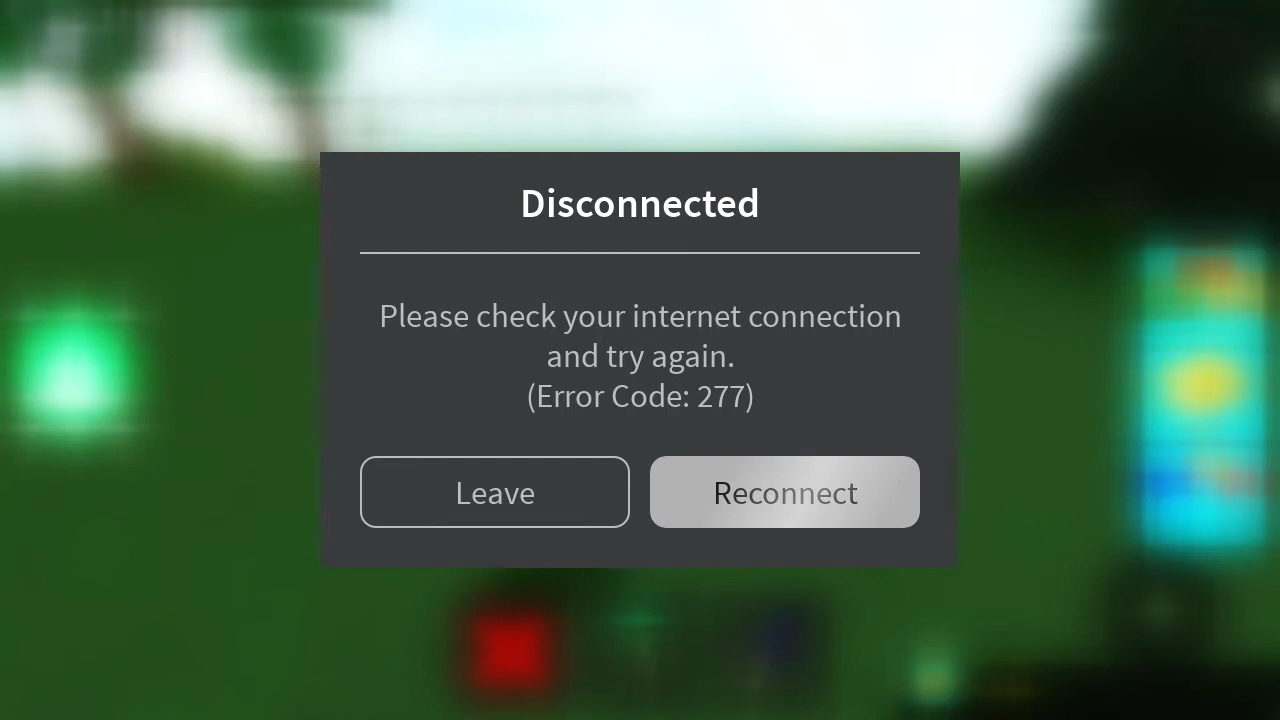 Disconnected
Please check your internet connection
and try again.
(Error Code: 277)
Leave
Reconnect